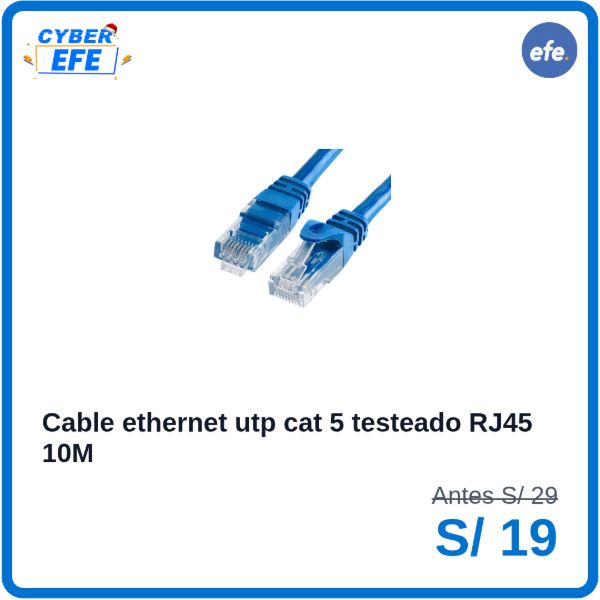 CYBER
EFE
efe.
Cable ethernet utp cat 5 testeado RJ45
10M
Antes S/ 29
S/ 19